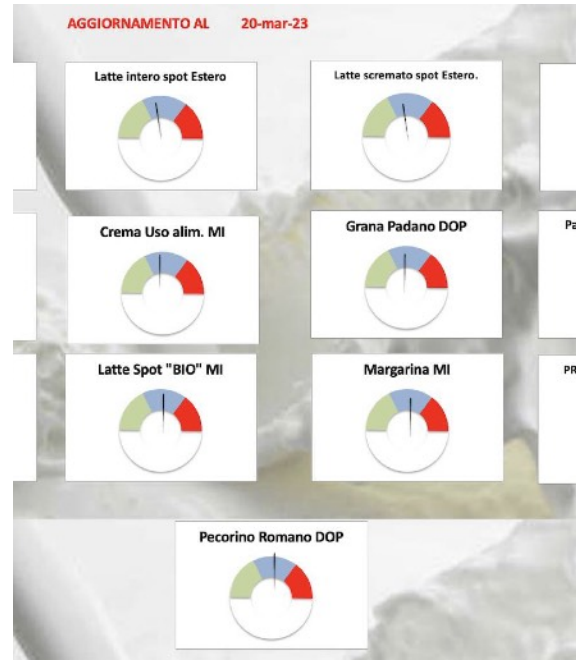 AGGIORNAMENTO AL 20-mar-23
Latte intero spot Estero
Latte scremato spot Estero.
Crema Uso alim. MI
Grana Padano DOP
Pa
Latte Spot "BIO" MI
Margarina MI
PR
Pecorino Romano DOP